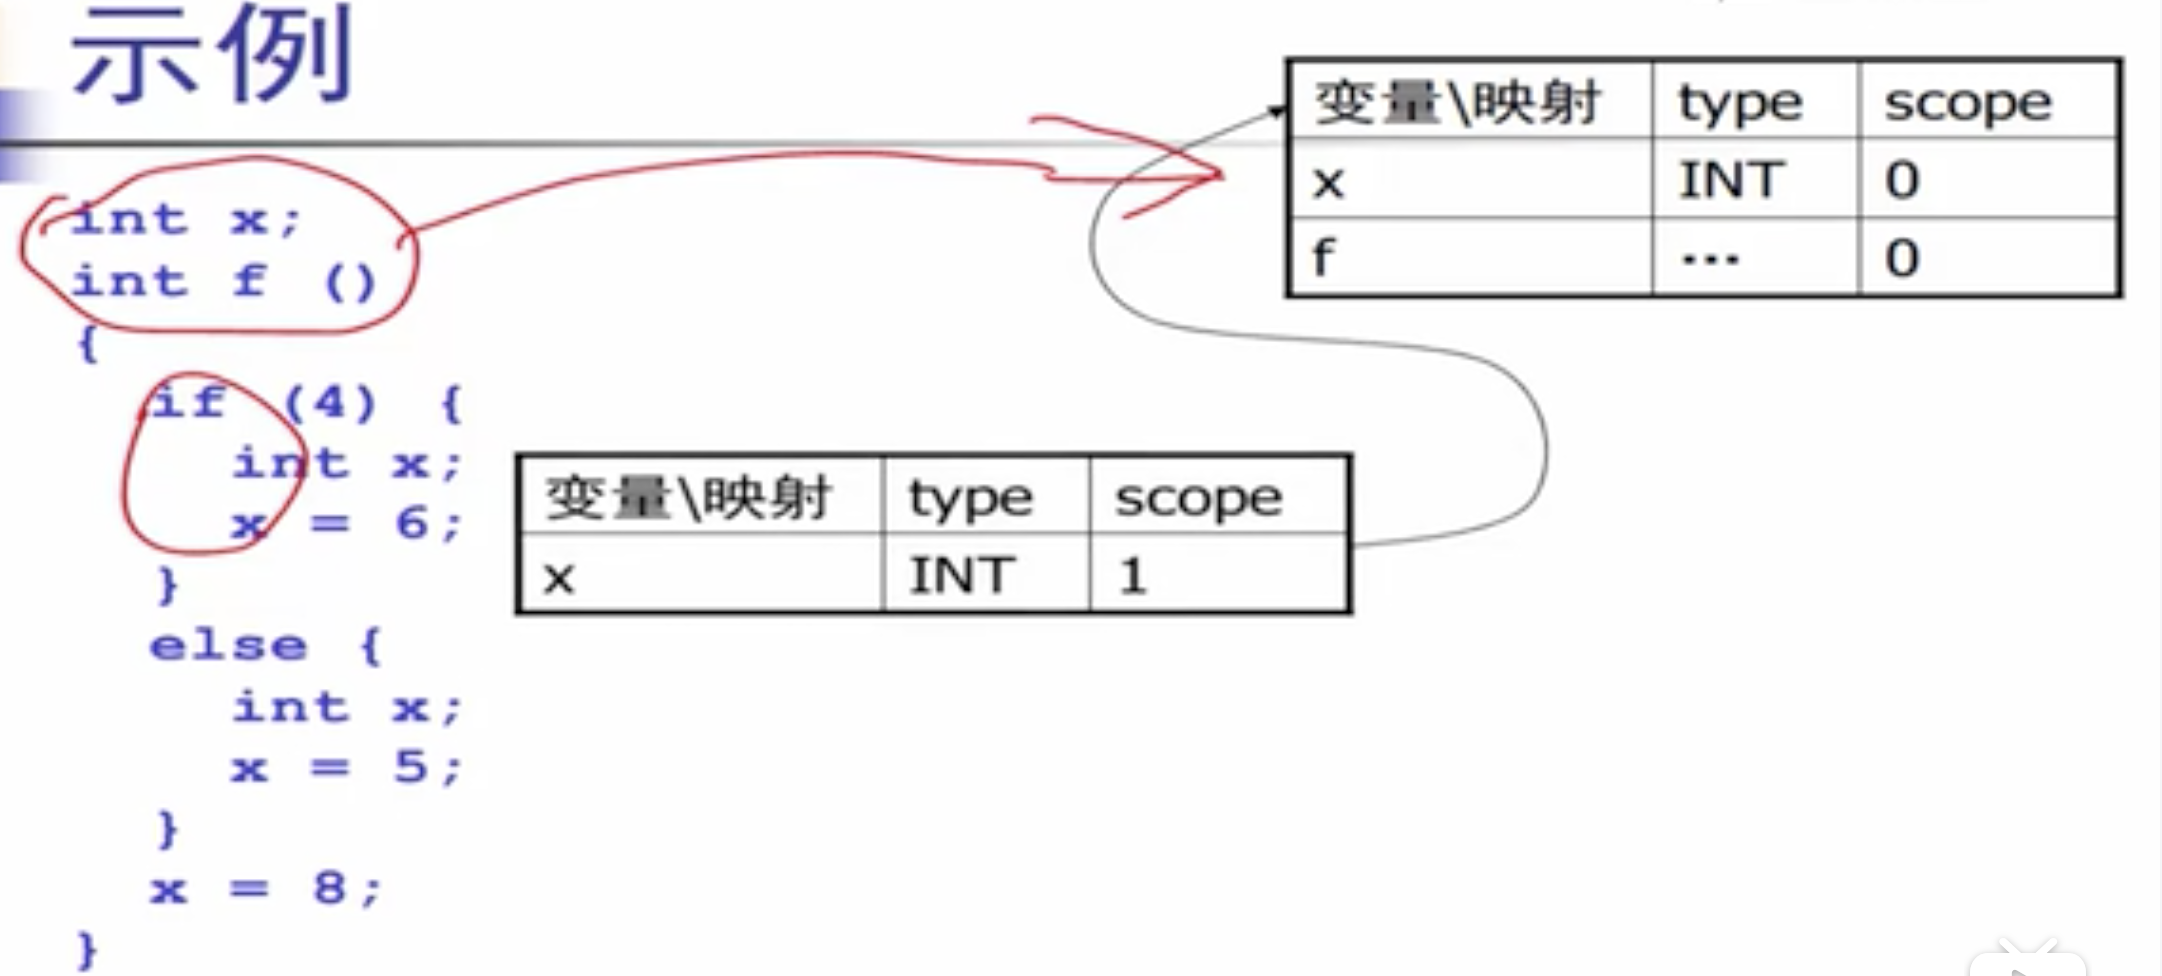 示例
int x;
int f ()
{
if (4) {
int x;
x = 6;
}
else {
int x;
x = 5;
}
x = 8;
}
变量\映射 type scope
x INT 0
f ... 0
变量\映射 type scope
x INT 1